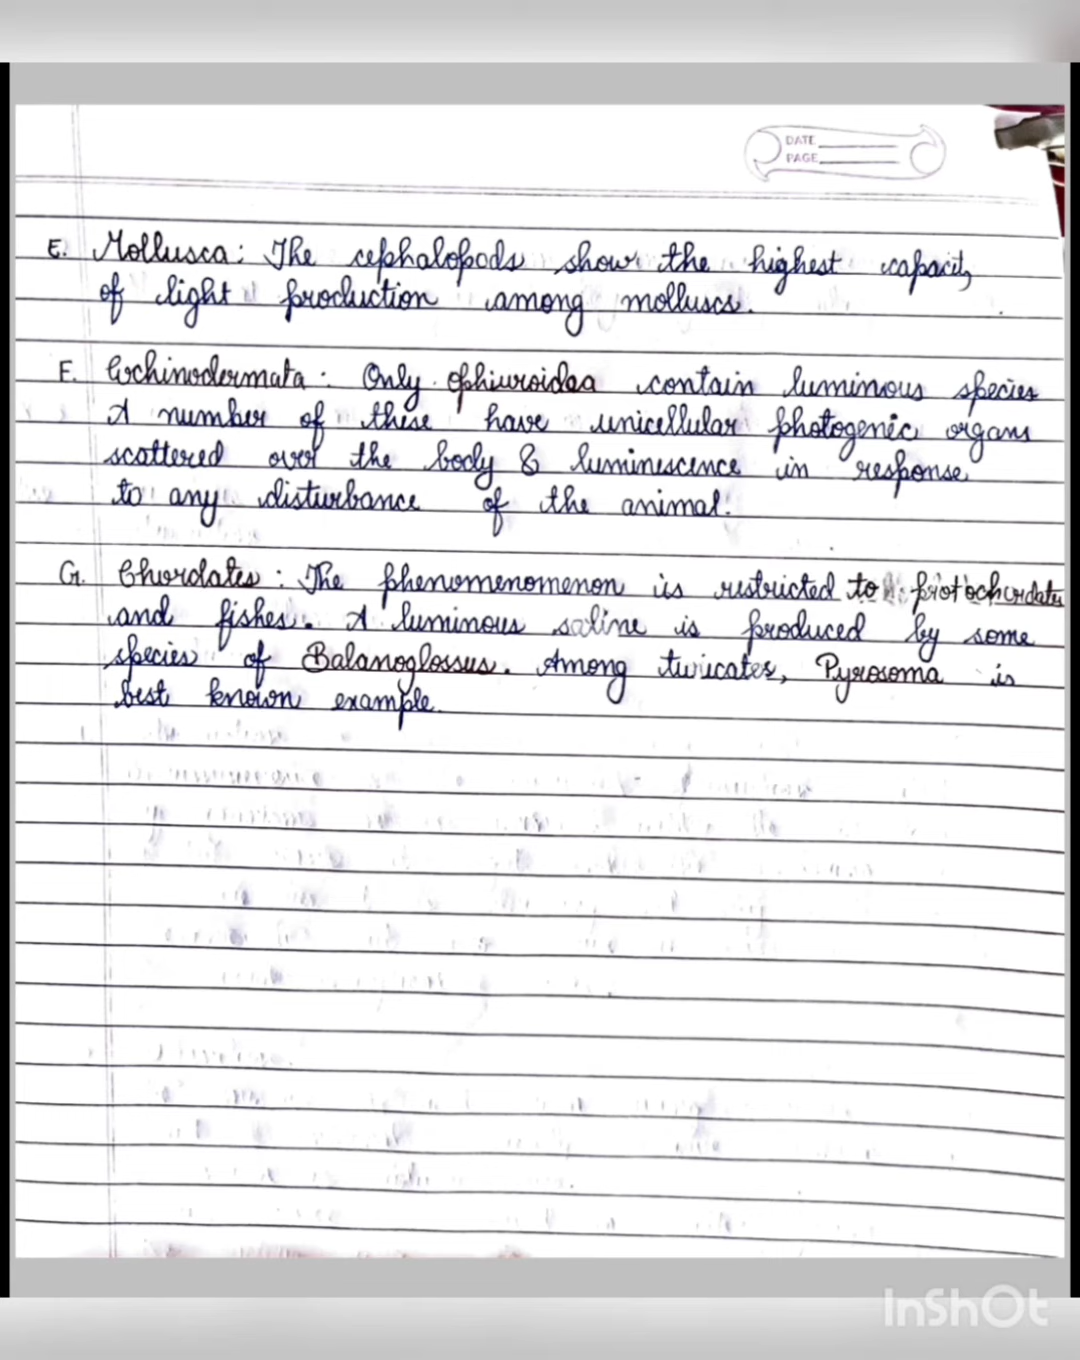 DATE
PAGE
E. Mollusca: The cephalopods show the highest capacity
of light production among molluscs.
F. Echinodermata: Only Ophiuroidea contain luminous species
A number of these have unicellular photogenic organs
scattered over the body & luminescence in response
to any disturbance of the animal.
G. Chordates: The phenomenomenon is restricted to protochordates
and fishes. A luminous saline is produced by some
species of Balanoglossus. Among tunicates, Pyrosoma is
best known example.
InShOt